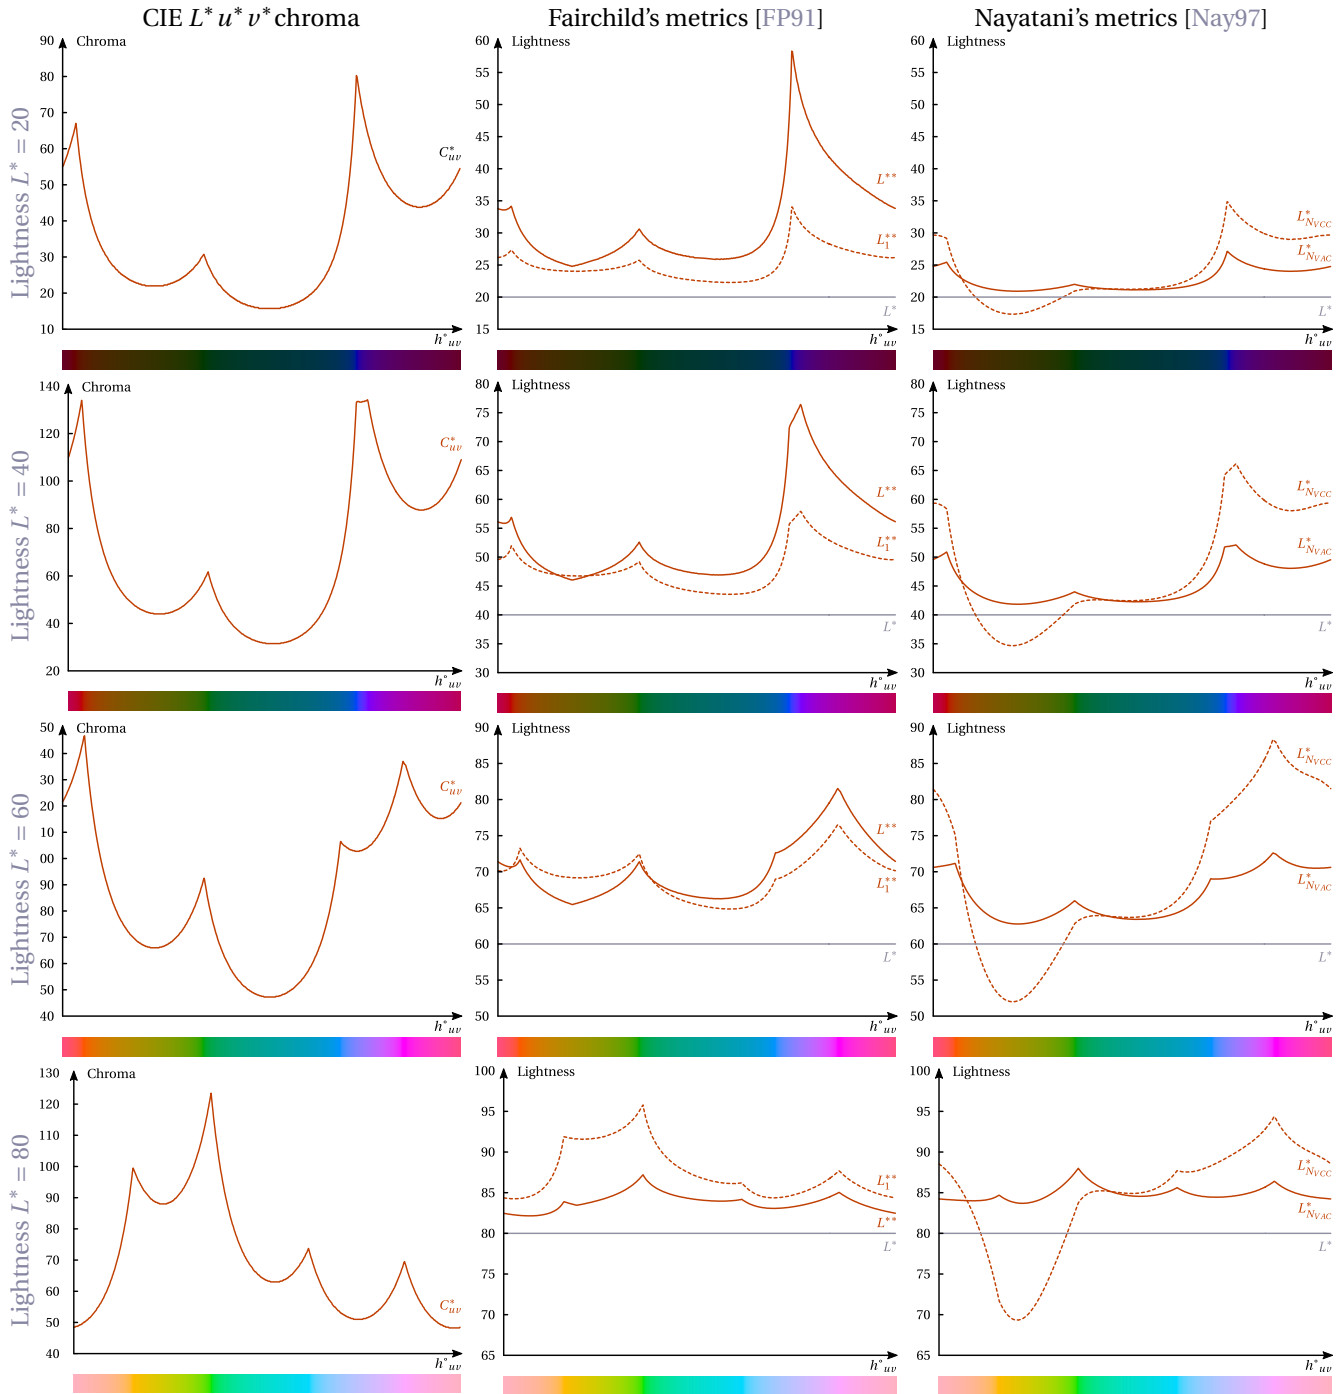 CIE L* u* v* chroma
Fairchild’s metrics [FP91]
Nayatani’s metrics [Nay97]
Lightness L* = 20
Chroma
90
80
70
60
50
40
30
20
10
C*uv
h°uv
Lightness
60
55
50
45
40
35
30
25
20
15
L**
L1**
L*
h°uv
Lightness
60
55
50
45
40
35
30
25
20
15
L*NVCC
L*NVAC
L*
h°uv
Lightness L* = 40
Chroma
140
120
100
80
60
40
20
C*uv
h°uv
Lightness
80
75
70
65
60
55
50
45
40
35
30
L**
L1**
L*
h°uv
Lightness
80
75
70
65
60
55
50
45
40
35
30
L*NVCC
L*NVAC
L*
h°uv
Lightness L* = 60
Chroma
50
40
30
20
10
00
90
80
70
60
50
40
C*uv
h°uv
Lightness
90
85
80
75
70
65
60
55
50
L**
L1**
L*
h°uv
Lightness
90
85
80
75
70
65
60
55
50
L*NVCC
L*NVAC
L*
h°uv
Lightness L* = 80
Chroma
130
120
110
100
90
80
70
60
50
40
C*uv
h°uv
Lightness
100
95
90
85
80
75
70
65
L1**
L**
L*
h°uv
Lightness
100
95
90
85
80
75
70
65
L*NVCC
L*NVAC
L*
h°uv